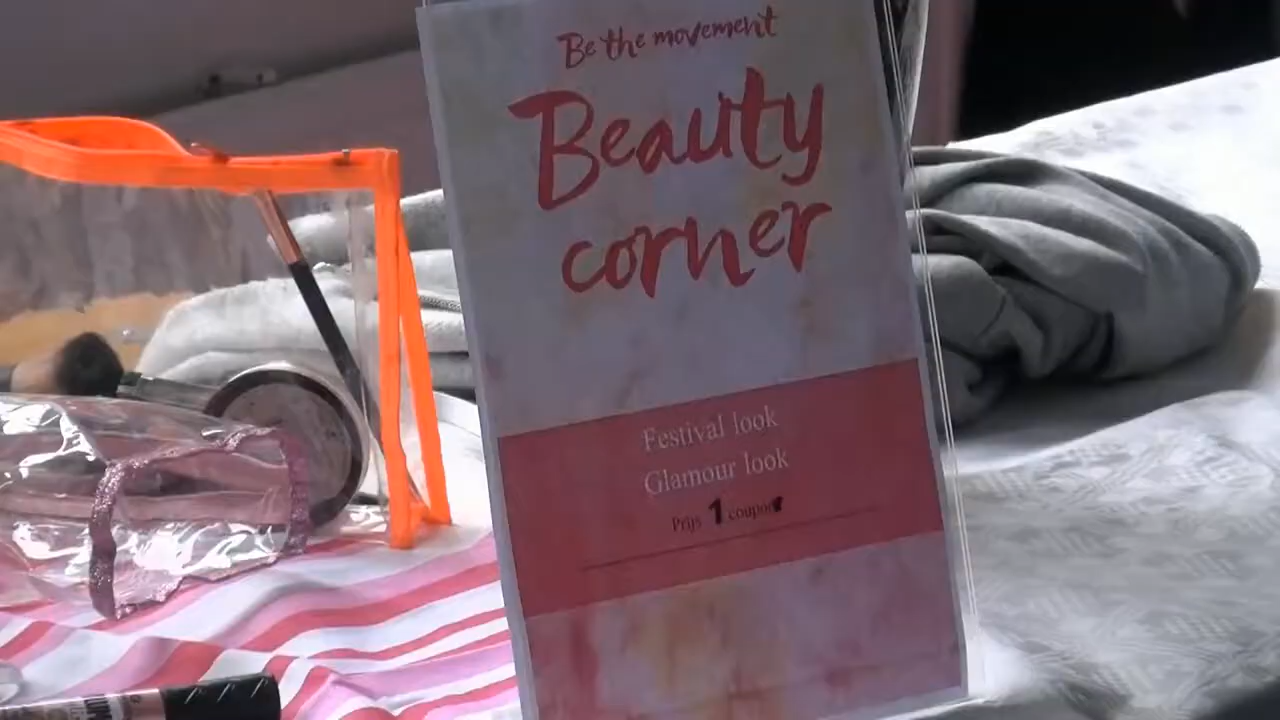 Be the movement
Beauty
corner
Festival look
Glamour look
Prijs 1 coupon